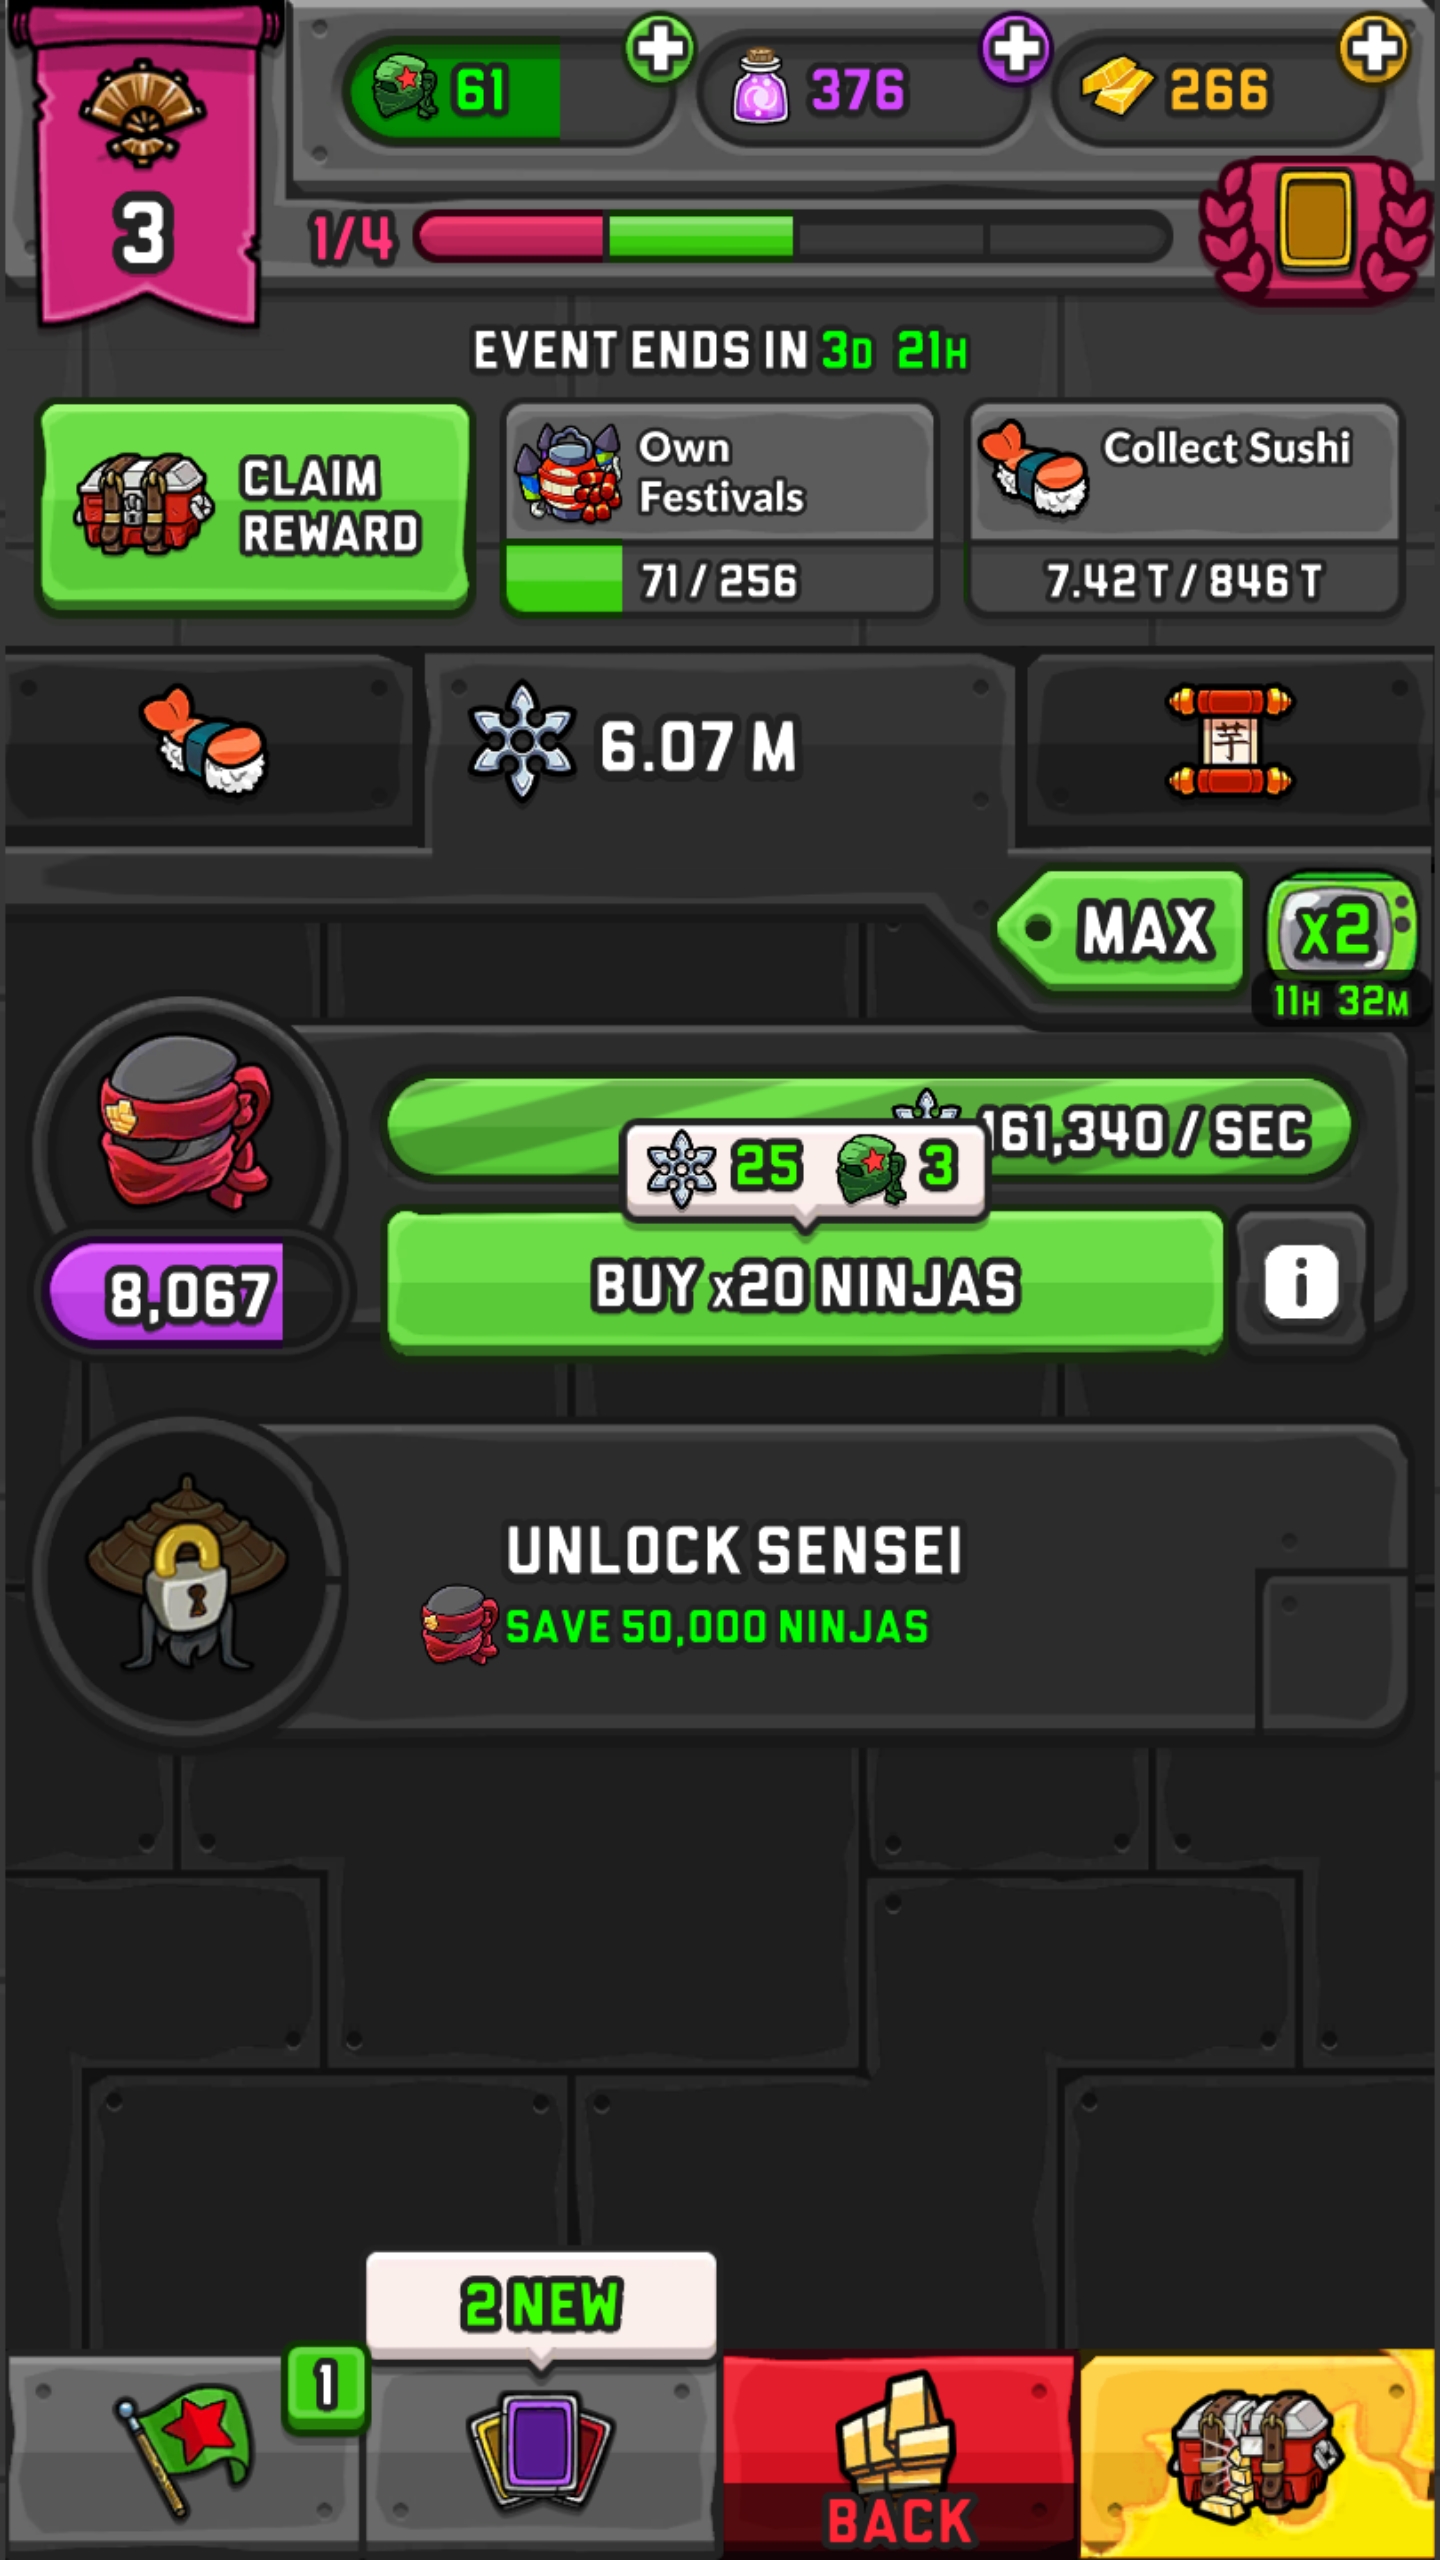 61
376
266
3
1/4
EVENT ENDS IN 3D 21H
CLAIM
REWARD
Own
Festivals
71 / 256
Collect Sushi
7.42 T / 846 T
6.07 M
芋
MAX
x2
11H 32M
161,340 / SEC
25
3
8,067
BUY x20 NINJAS
i
UNLOCK SENSEI
SAVE 50,000 NINJAS
2 NEW
1
BACK